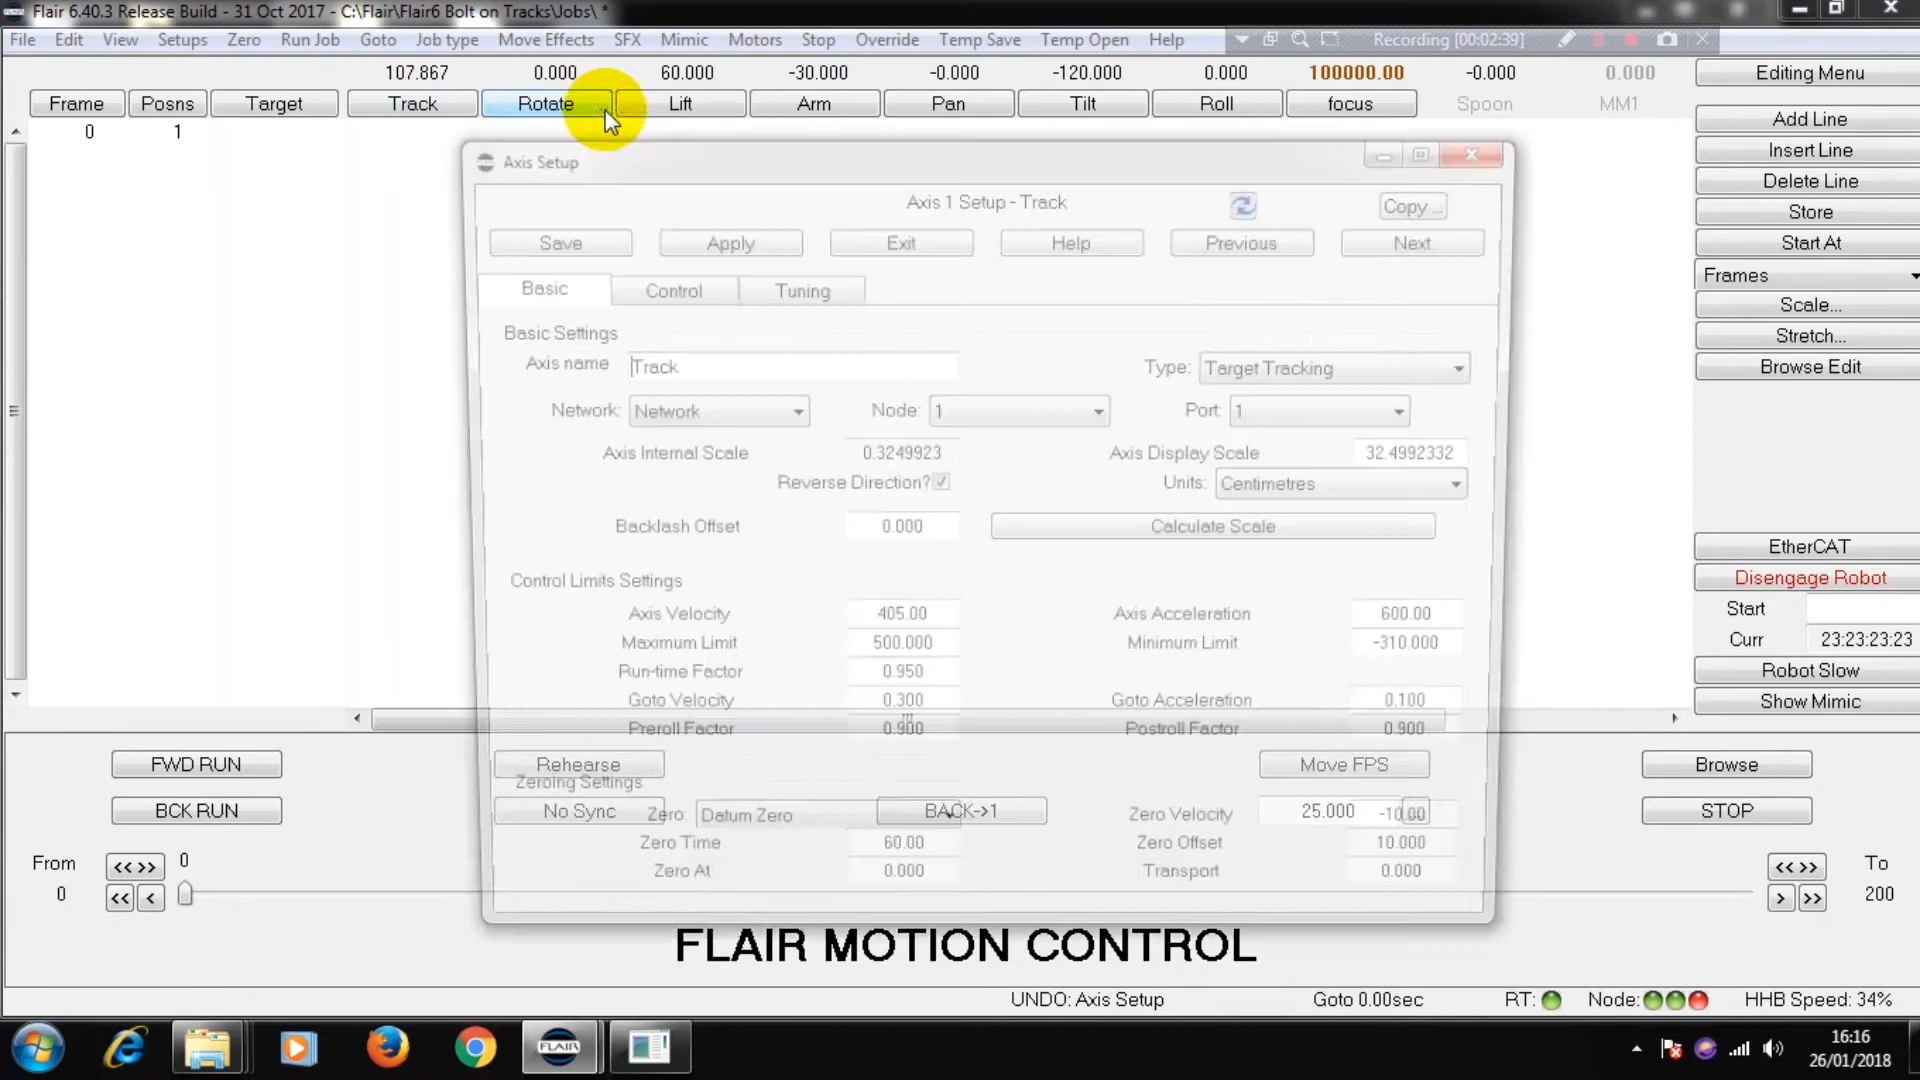 Flair 6.40.3 Release Build - 31 Oct 2017 - C:\Flair\Flair6 Bolt on Tracks\Jobs\ *
File Edit View Setups Zero Run Job Goto Job type Move Effects SFX Mimic Motors Stop Override Temp Save Temp Open Help Recording [00:02:39]
107.867 0.000 60.000 -30.000 -0.000 -120.000 0.000 100000.00 -0.000 0.000
Frame Posns Target Track Rotate Lift Arm Pan Tilt Roll focus Spoon MM1
0 1
Editing Menu
Add Line
Insert Line
Delete Line
Store
Start At
Frames
Scale...
Stretch...
Browse Edit
EtherCAT
Disengage Robot
Start
Curr 23:23:23:23
Robot Slow
Show Mimic
Axis Setup
Axis 1 Setup - Track Copy ...
Save Apply Exit Help Previous Next
Basic Control Tuning
Basic Settings
Axis name Track Type: Target Tracking
Network: Network Node: 1 Port 1
Axis Internal Scale 0.3249923 Axis Display Scale 32.4992332
Reverse Direction? Units: Centimetres
Backlash Offset 0.000 Calculate Scale
Control Limits Settings
Axis Velocity 405.00 Axis Acceleration 600.00
Maximum Limit 500.000 Minimum Limit -310.000
Run-time Factor 0.950
Goto Velocity 0.300 Goto Acceleration 0.100
Preroll Factor 0.900 Postroll Factor 0.900
Zeroing Settings
Zero: Datum Zero Zero Velocity -10.00
Zero Time 60.00 Zero Offset 10.000
Zero At 0.000 Transport 0.000
FWD RUN Rehearse Move FPS Browse
BCK RUN No Sync BACK->1 25.000 STOP
From << >> 0 << >> To
0 << < > >> 200
FLAIR MOTION CONTROL
UNDO: Axis Setup Goto 0.00sec RT: Node: HHB Speed: 34%
FLAIR
16:16
26/01/2018